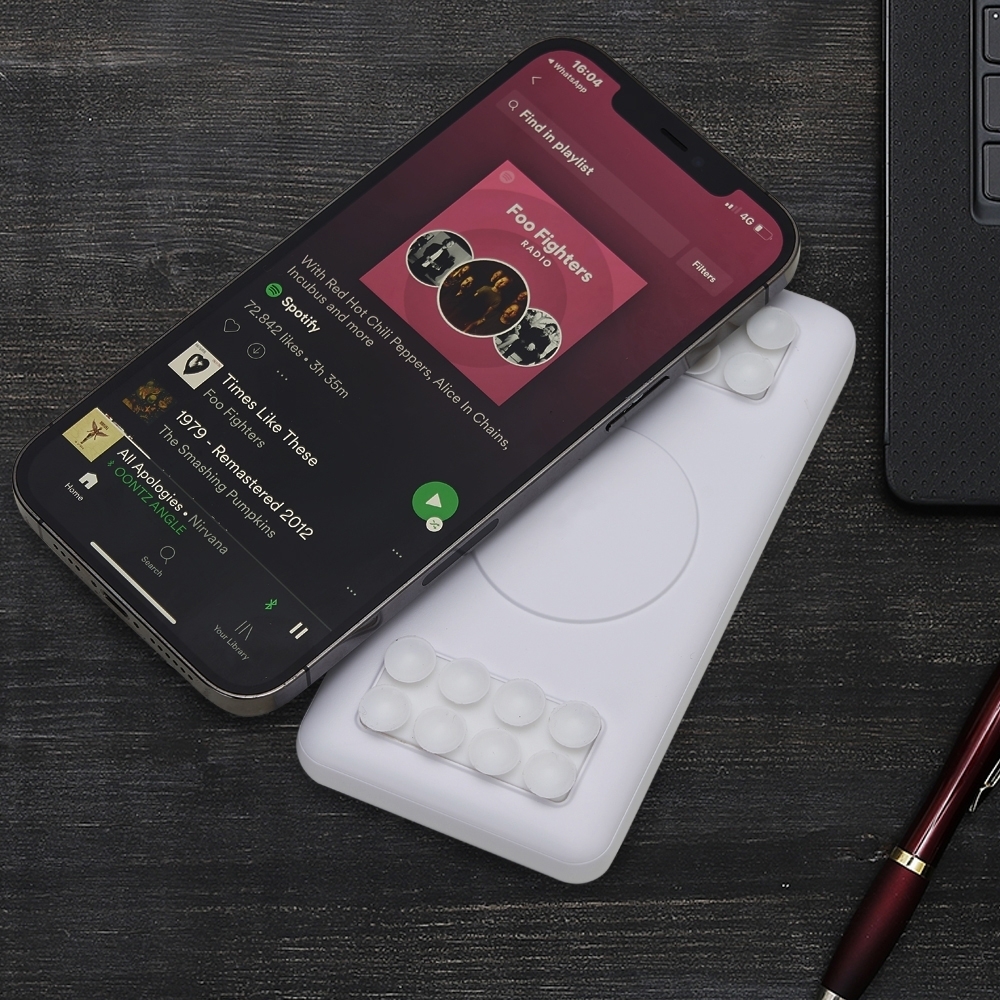 16:04
◀ WhatsApp
4G
Find in playlist
Filters
Foo Fighters
RADIO
With Red Hot Chili Peppers, Alice In Chains,
Incubus and more
Spotify
72.842 likes • 3h 35m
Times Like These
Foo Fighters
1979 - Remastered 2012
The Smashing Pumpkins
All Apologies • Nirvana
OONTZ ANGLE
Home
Search
Your Library